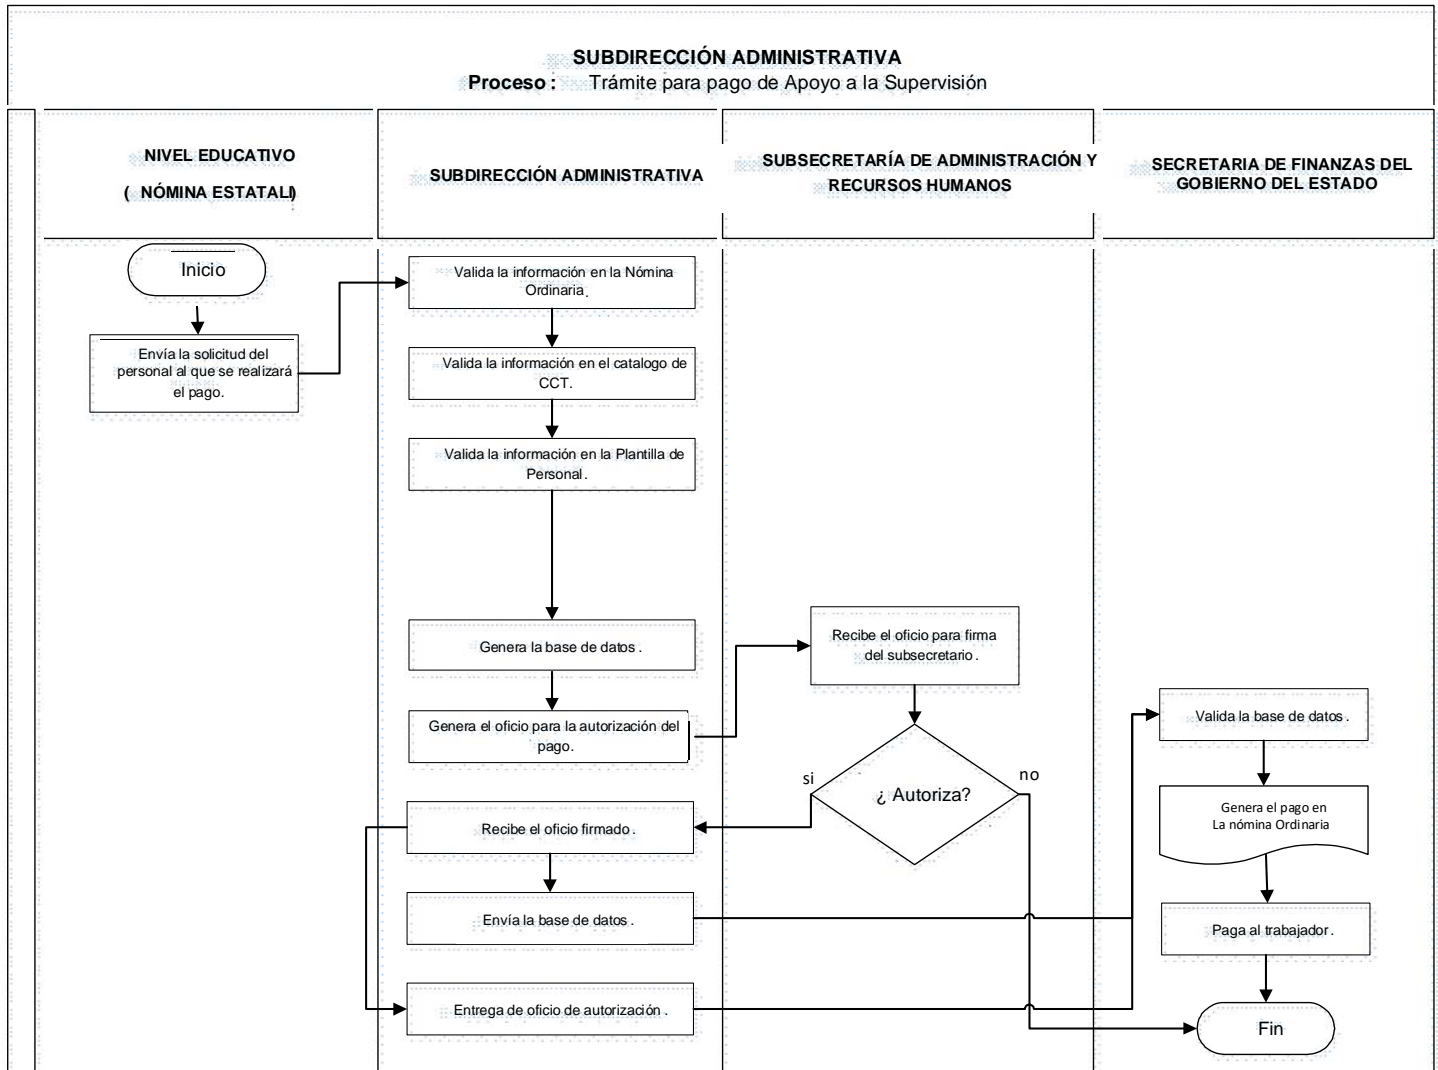 SUBDIRECCIÓN ADMINISTRATIVA
Proceso : Trámite para pago de Apoyo a la Supervisión
NIVEL EDUCATIVO
( NÓMINA ESTATALI)
SUBDIRECCIÓN ADMINISTRATIVA
SUBSECRETARÍA DE ADMINISTRACIÓN Y
RECURSOS HUMANOS
SECRETARIA DE FINANZAS DEL
GOBIERNO DEL ESTADO
Inicio
Envía la solicitud del
personal al que se realizará
el pago.
Valida la información en la Nómina
Ordinaria.
Valida la información en el catalogo de
CCT.
Valida la información en la Plantilla de
Personal.
Genera la base de datos.
Genera el oficio para la autorización del
pago.
Recibe el oficio para firma
del subsecretario.
¿ Autoriza?
si
no
Recibe el oficio firmado.
Envía la base de datos.
Entrega de oficio de autorización.
Valida la base de datos.
Genera el pago en
La nómina Ordinaria
Paga al trabajador.
Fin